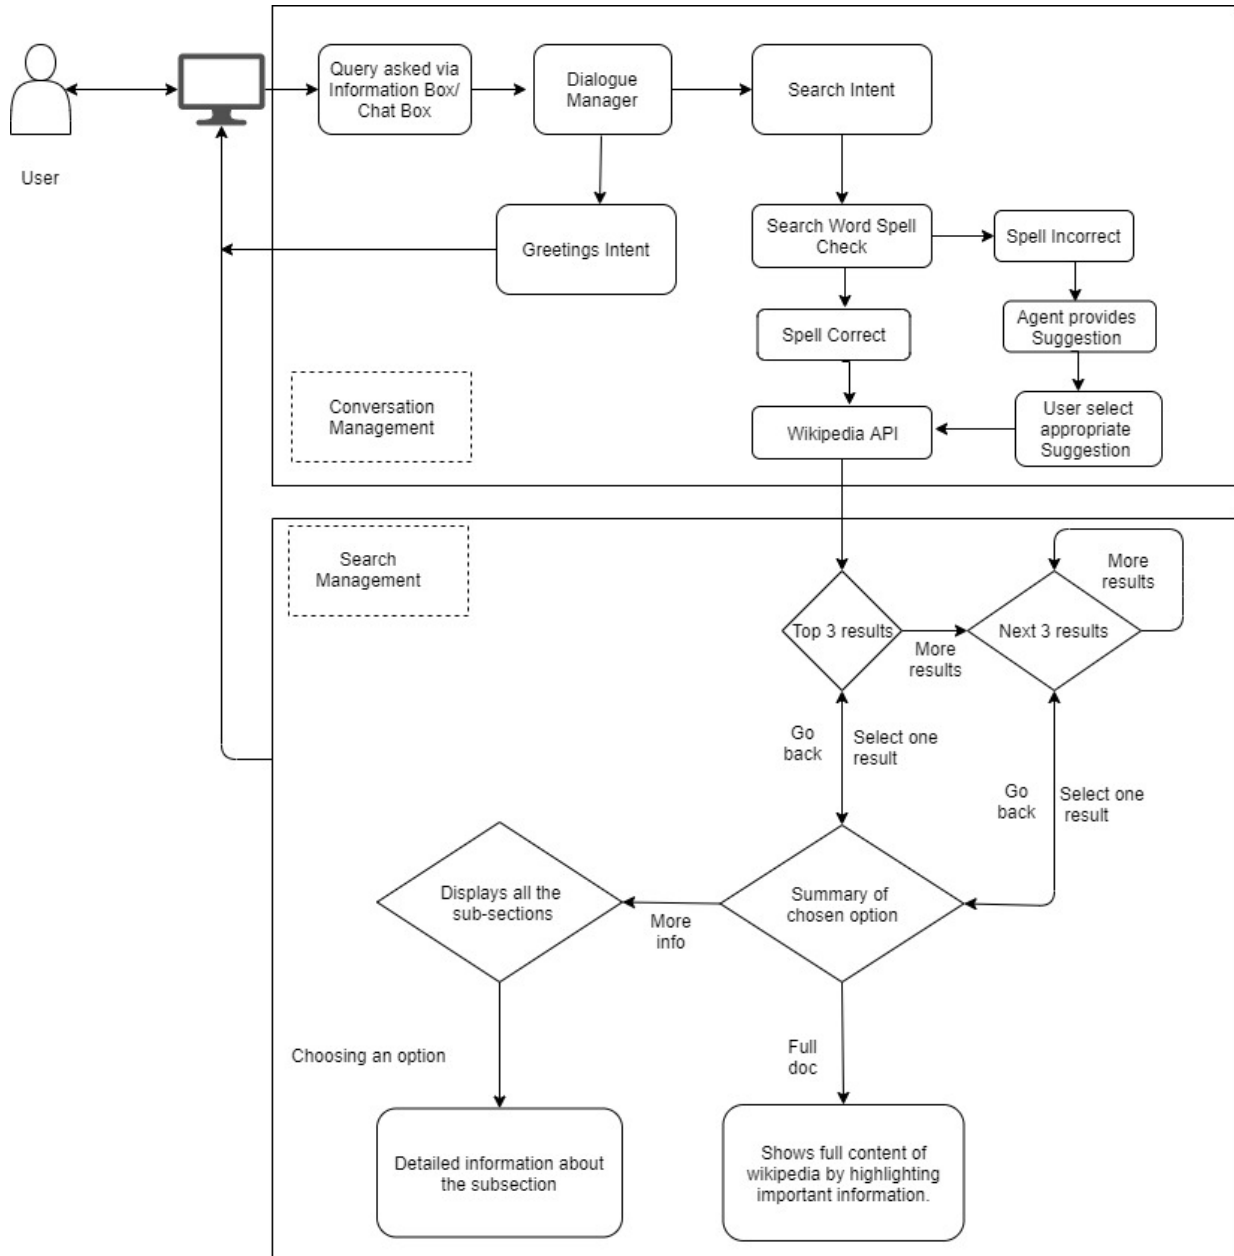 Query asked via
Information Box/
Chat Box
Dialogue
Manager
Search Intent
User
Greetings Intent
Search Word Spell
Check
Spell Incorrect
Spell Correct
Agent provides
Suggestion
Conversation
Management
Wikipedia API
User select
appropriate
Suggestion
Search
Management
Top 3 results
More
results
Next 3 results
More
results
Go
back
Select one
result
Go
back
Select one
result
Displays all the
sub-sections
More
info
Summary of
chosen option
Choosing an option
Full
doc
Detailed information about
the subsection
Shows full content of
wikipedia by highlighting
important information.